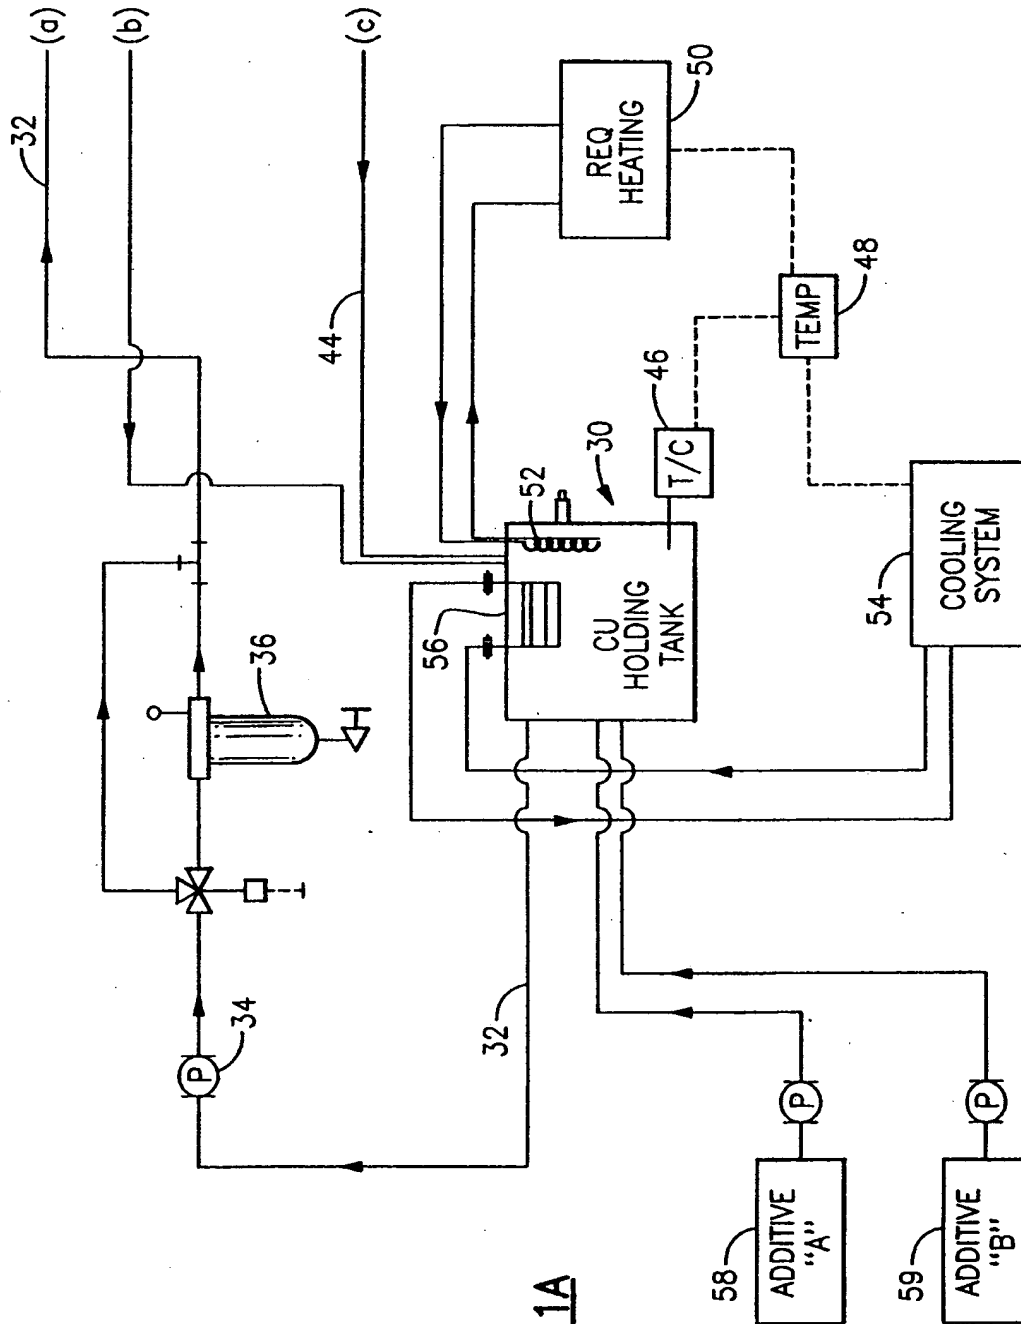 (a)
(b)
(c)
32
44
REQ
HEATING
50
TEMP
48
T/C
46
30
52
56
CU
HOLDING
TANK
COOLING
SYSTEM
54
36
P
34
32
P
P
ADDITIVE
"A"
58
ADDITIVE
"B"
59
1A